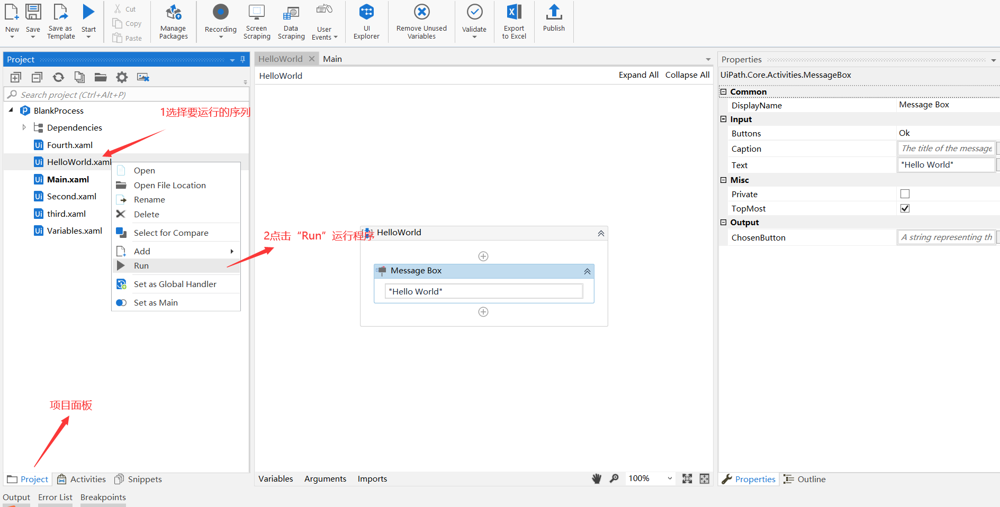 New
Save
Save as
Template
Start
Cut
Copy
Paste
Manage
Packages
Recording
Screen
Scraping
Data
Scraping
User
Events
UI
Explorer
Remove Unused
Variables
Validate
Export
to Excel
Publish
Project
Search project (Ctrl+Alt+P)
BlankProcess
1选择要运行的序列
Dependencies
Fourth.xaml
HelloWorld.xaml
Main.xaml
Second.xaml
third.xaml
Variables.xaml
Open
Open File Location
Rename
Delete
Select for Compare
Add
Run
Set as Global Handler
Set as Main
2点击“Run”运行程序
项目面板
Project
Activities
Snippets
HelloWorld
Main
HelloWorld
Expand All
Collapse All
HelloWorld
Message Box
"Hello World"
Variables
Arguments
Imports
100%
Properties
UiPath.Core.Activities.MessageBox
Common
DisplayName
Message Box
Input
Buttons
Ok
Caption
The title of the message
Text
"Hello World"
Misc
Private
TopMost
Output
ChosenButton
A string representing th
Properties
Outline
Output
Error List
Breakpoints